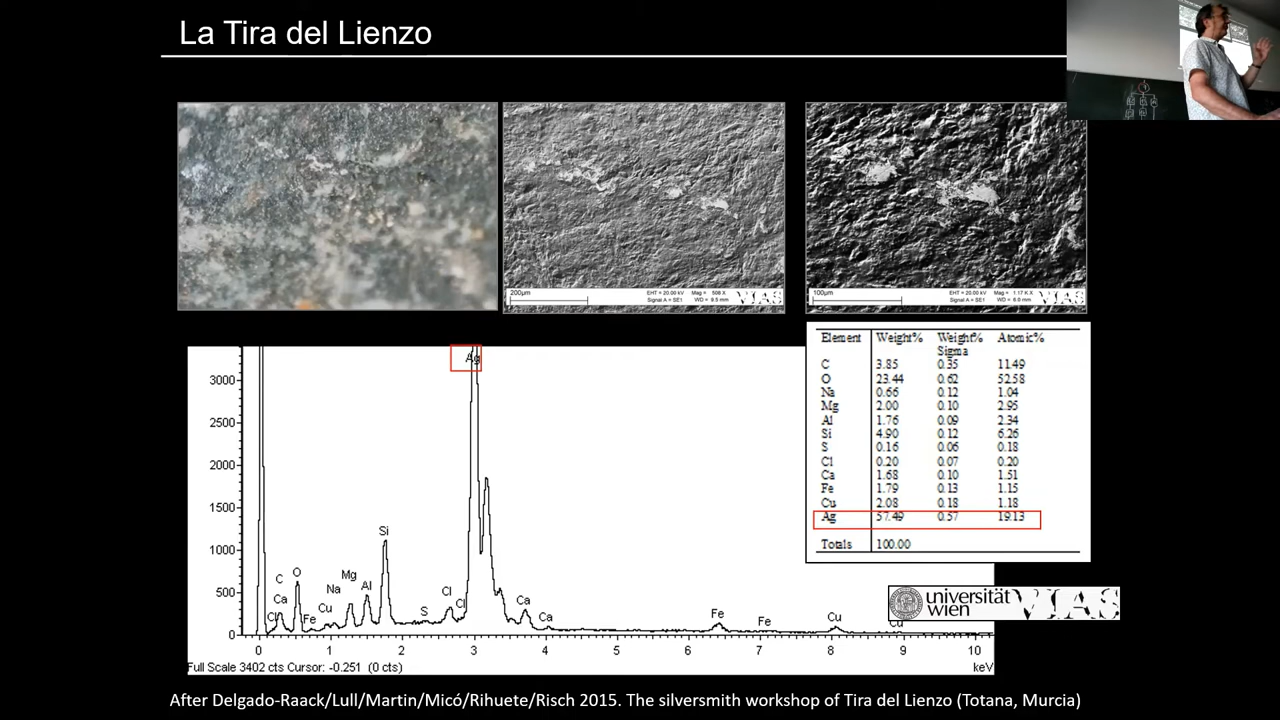 La Tira del Lienzo
200µm
EHT = 20.00 kV Mag = 508 X
Signal A = SE1 WD = 9.5 mm
VIAS
100µm
EHT = 20.00 kV Mag = 1.17 K X
Signal A = SE1 WD = 6.0 mm
VIAS
Element Weight% Weight% Atomic%
Sigma
C 3.85 0.35 11.49
O 23.44 0.62 52.58
Na 0.66 0.12 1.04
Mg 2.00 0.10 2.95
Al 1.76 0.09 2.34
Si 4.90 0.12 6.26
S 0.16 0.06 0.18
Cl 0.20 0.07 0.20
Ca 1.68 0.10 1.51
Fe 1.79 0.13 1.15
Cu 2.08 0.18 1.18
Ag 57.49 0.57 19.13
Totals 100.00
Ag
3000
2500
2000
1500
1000
500
0
Si
C
O
Ca
Cl
Fe
Cu
Na
Mg
Al
S
Cl
Cl
Ca
Ca
Fe
Fe
Cu
Cu
0 1 2 3 4 5 6 7 8 9 10
Full Scale 3402 cts Cursor: -0.251 (0 cts) keV
universität
wien
VIAS
After Delgado-Raack/Lull/Martin/Micó/Rihuete/Risch 2015. The silversmith workshop of Tira del Lienzo (Totana, Murcia)